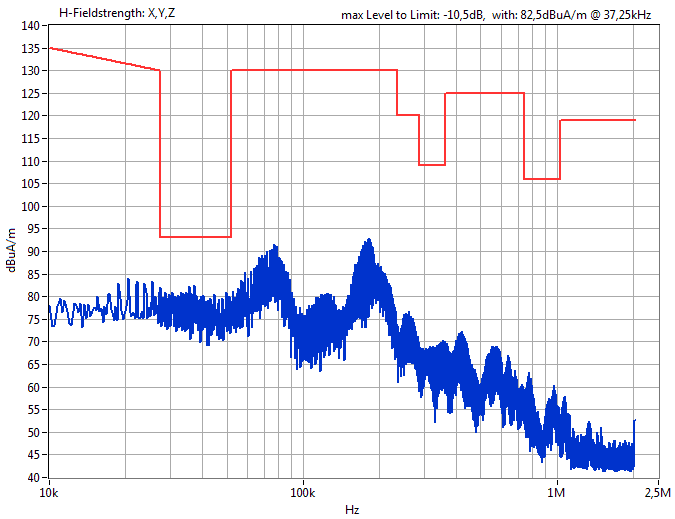 H-Fieldstrength: X,Y,Z
max Level to Limit: -10,5dB, with: 82,5dBuA/m @ 37,25kHz
140
135
130
125
120
115
110
105
100
95
90
85
80
75
70
65
60
55
50
45
40
dBuA/m
10k
100k
1M
2,5M
Hz